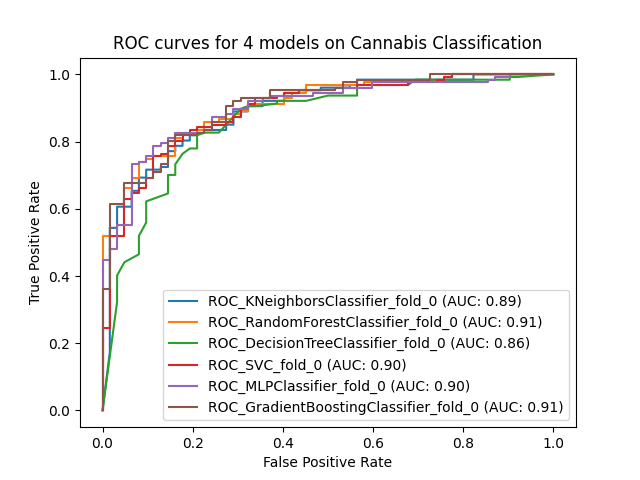 ROC curves for 4 models on Cannabis Classification
True Positive Rate
1.0
0.8
0.6
0.4
0.2
0.0
ROC_KNeighborsClassifier_fold_0 (AUC: 0.89)
ROC_RandomForestClassifier_fold_0 (AUC: 0.91)
ROC_DecisionTreeClassifier_fold_0 (AUC: 0.86)
ROC_SVC_fold_0 (AUC: 0.90)
ROC_MLPClassifier_fold_0 (AUC: 0.90)
ROC_GradientBoostingClassifier_fold_0 (AUC: 0.91)
0.0 0.2 0.4 0.6 0.8 1.0
False Positive Rate